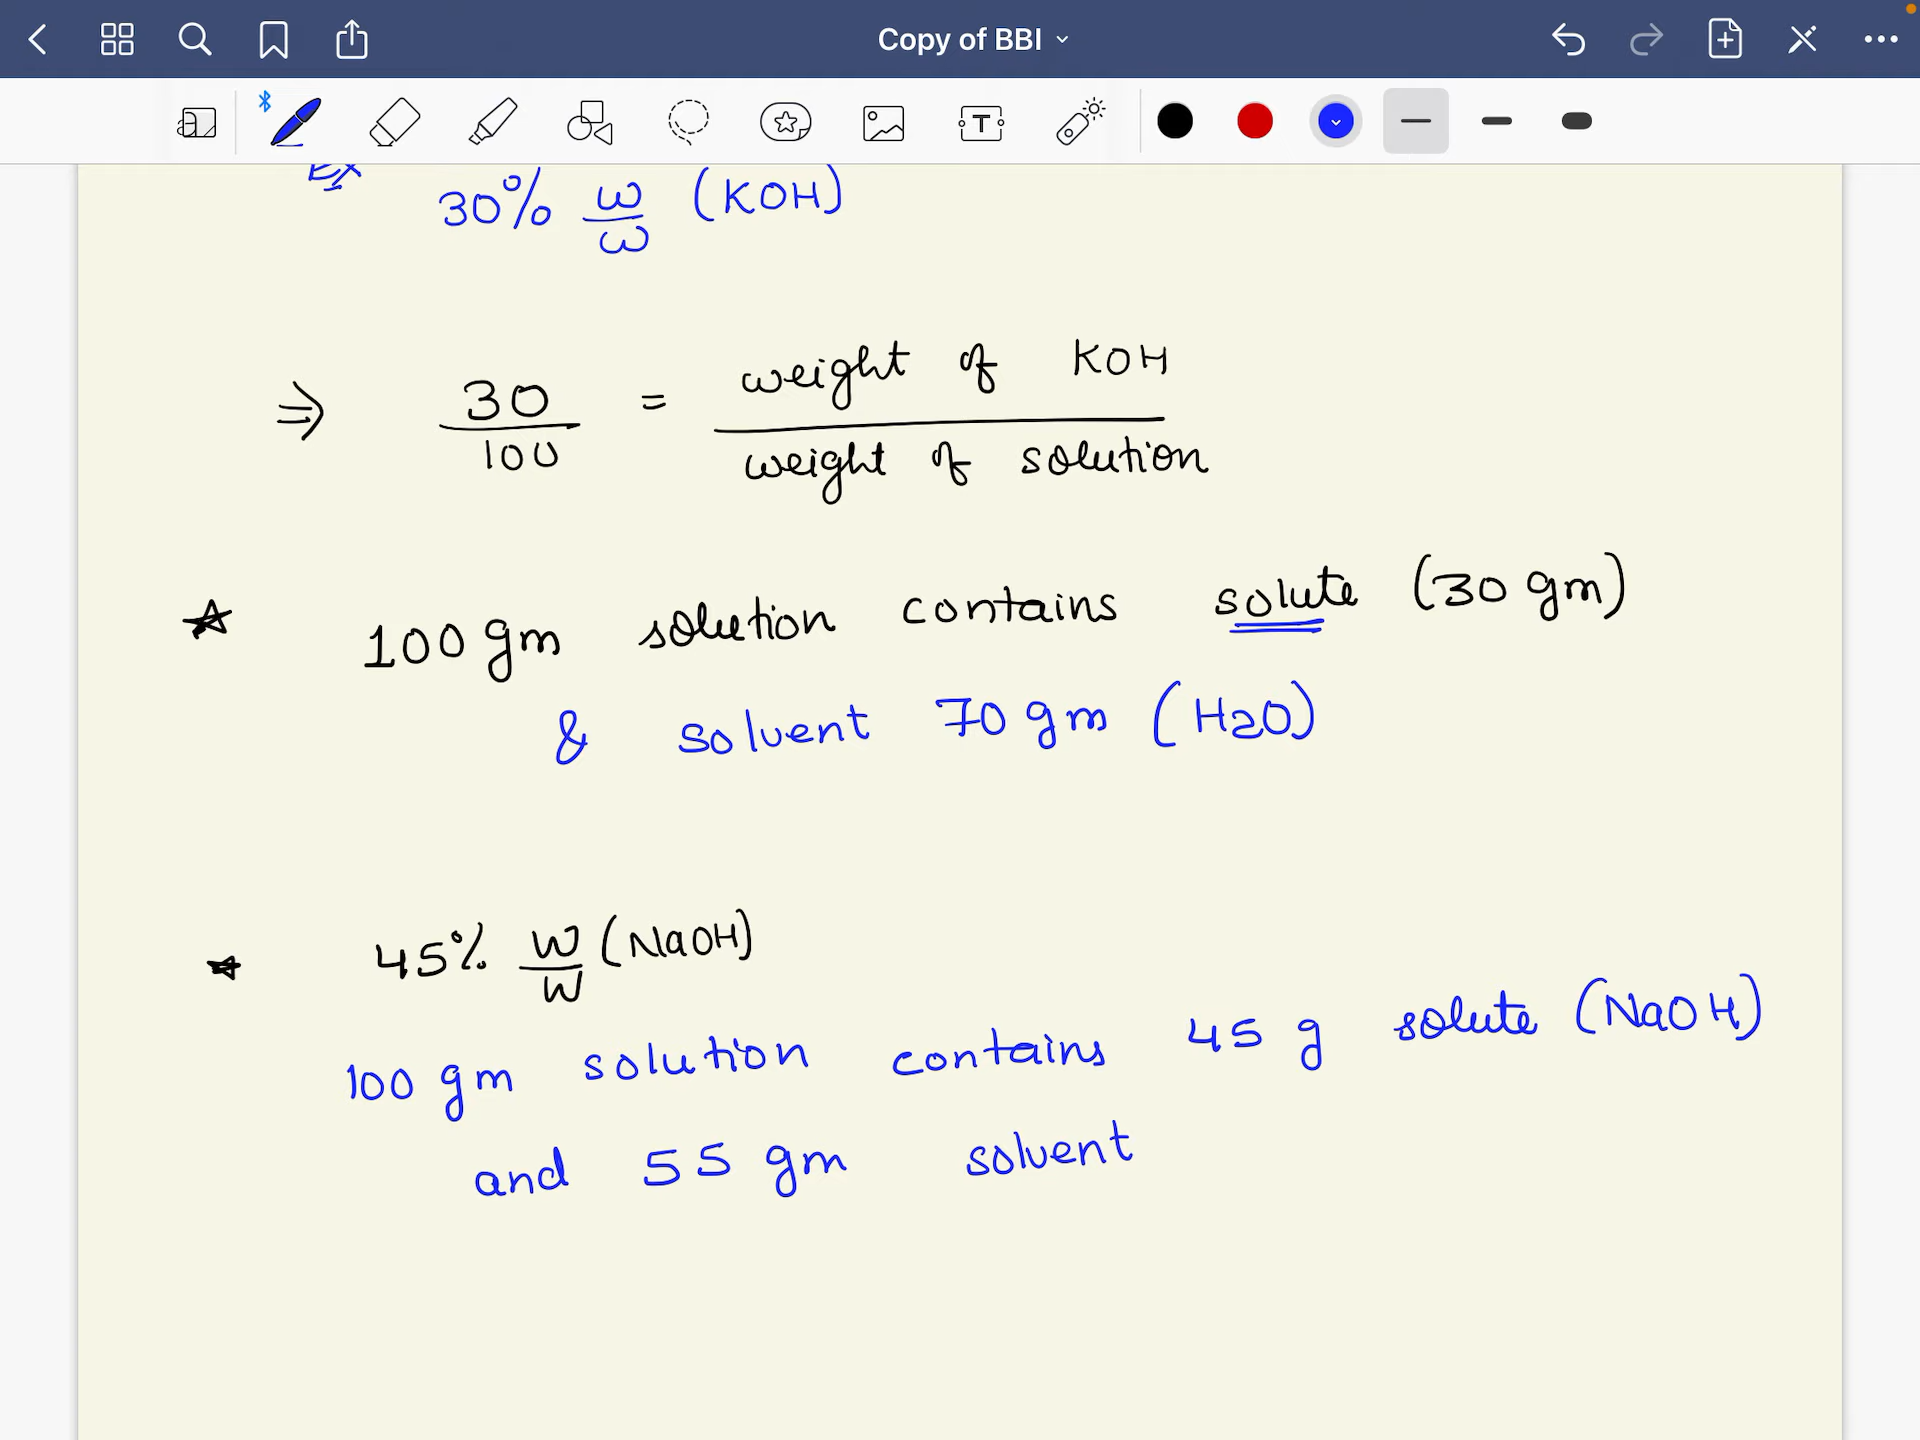 Copy of BBI
Ex
30% w/w (KOH)
⇒ 30/100 = weight of KOH / weight of solution
☆ 100 gm solution contains solute (30 gm)
& solvent 70 gm (H2O)
★ 45% W/W (NaOH)
100 gm solution contains 45 g solute (NaOH)
and 55 gm solvent